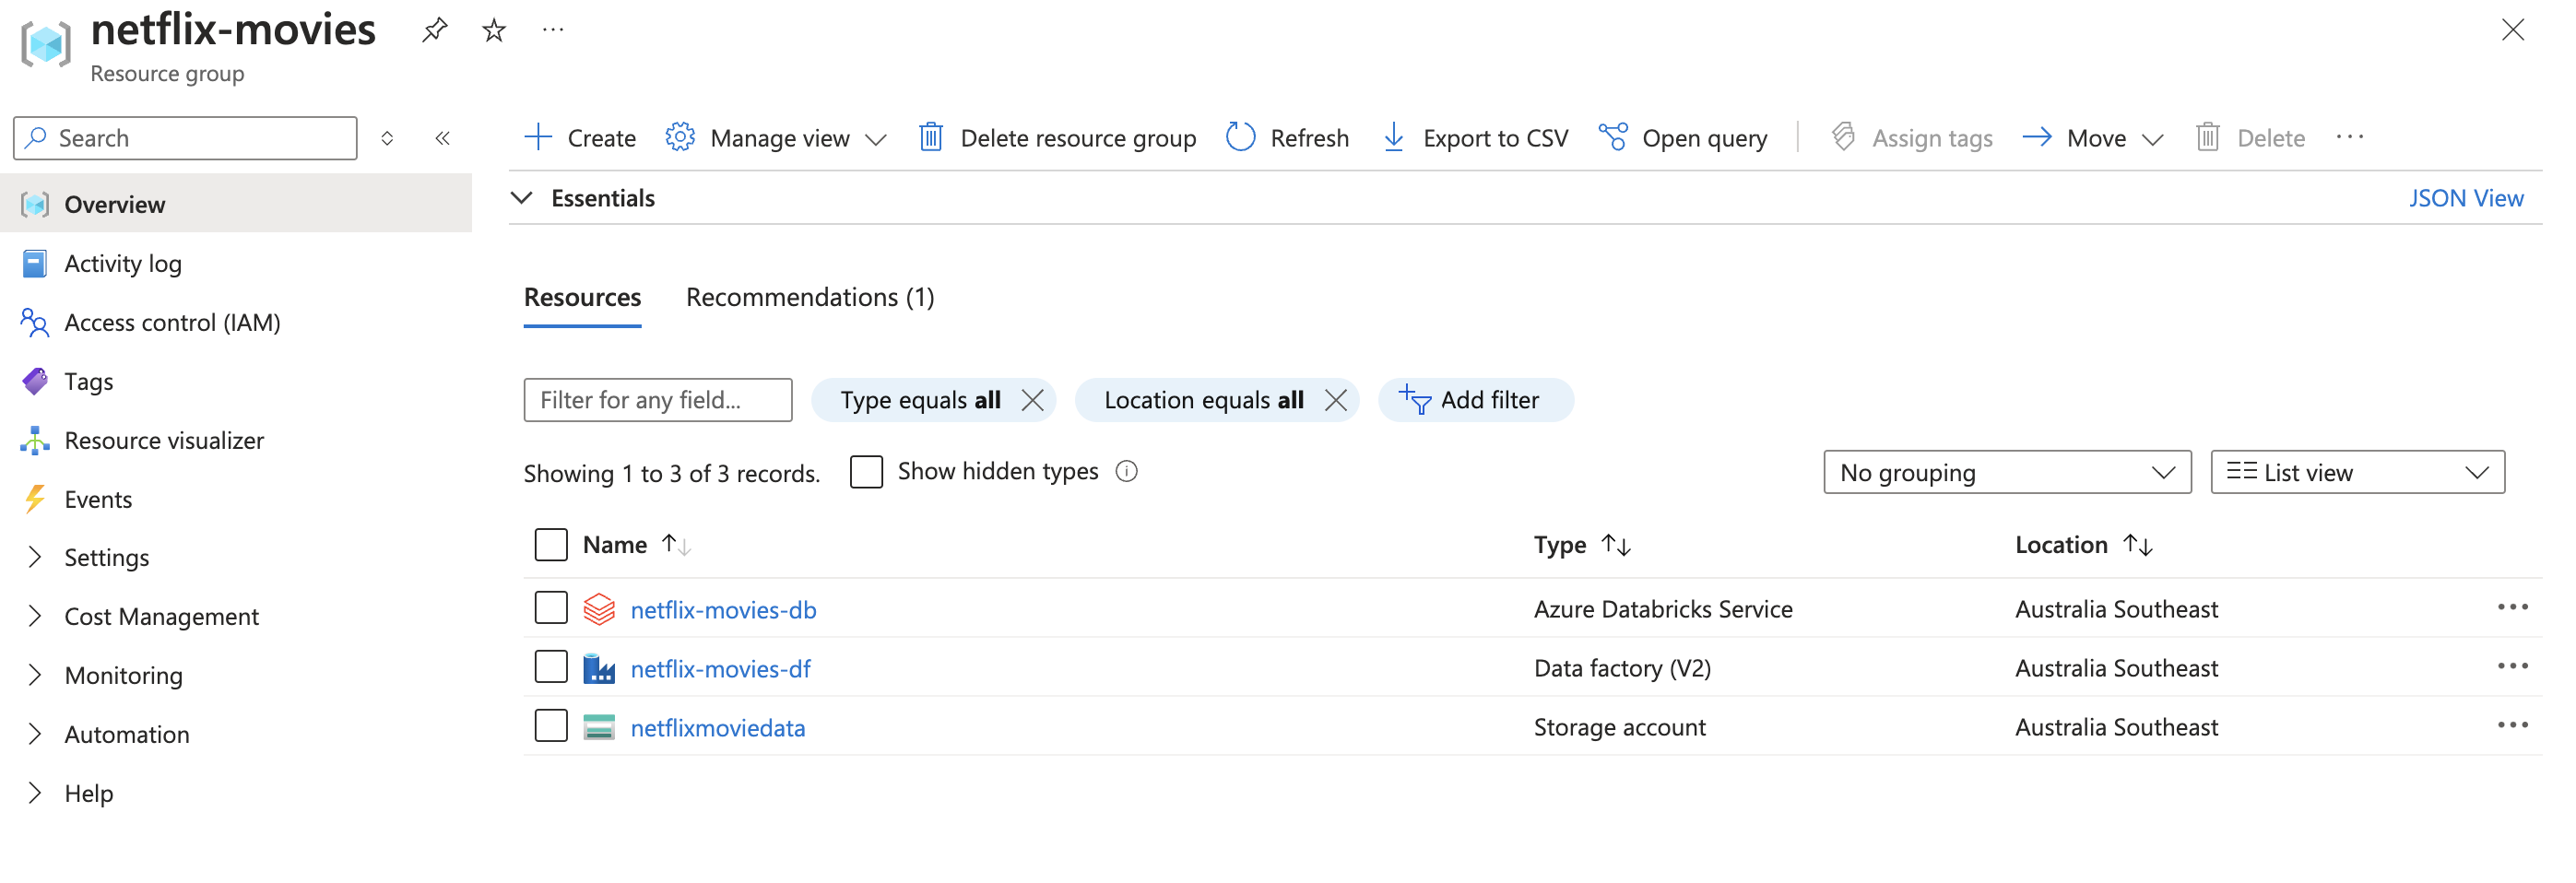 netflix-movies
Resource group
Search
Create Manage view Delete resource group Refresh Export to CSV Open query Assign tags Move Delete
Overview
Activity log
Access control (IAM)
Tags
Resource visualizer
Events
Settings
Cost Management
Monitoring
Automation
Help
Essentials JSON View
Resources Recommendations (1)
Filter for any field... Type equals all Location equals all Add filter
Showing 1 to 3 of 3 records. Show hidden types No grouping List view
Name Type Location
netflix-movies-db Azure Databricks Service Australia Southeast
netflix-movies-df Data factory (V2) Australia Southeast
netflixmoviedata Storage account Australia Southeast